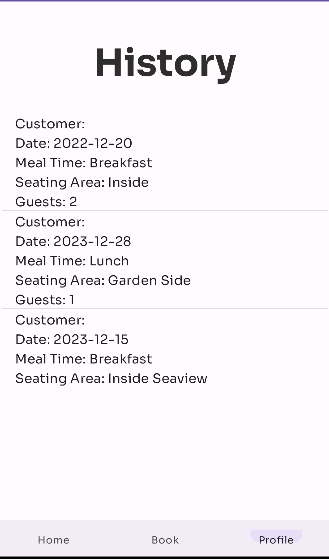 History
Customer:
Date: 2022-12-20
Meal Time: Breakfast
Seating Area: Inside
Guests: 2
Customer:
Date: 2023-12-28
Meal Time: Lunch
Seating Area: Garden Side
Guests: 1
Customer:
Date: 2023-12-15
Meal Time: Breakfast
Seating Area: Inside Seaview
Home Book Profile